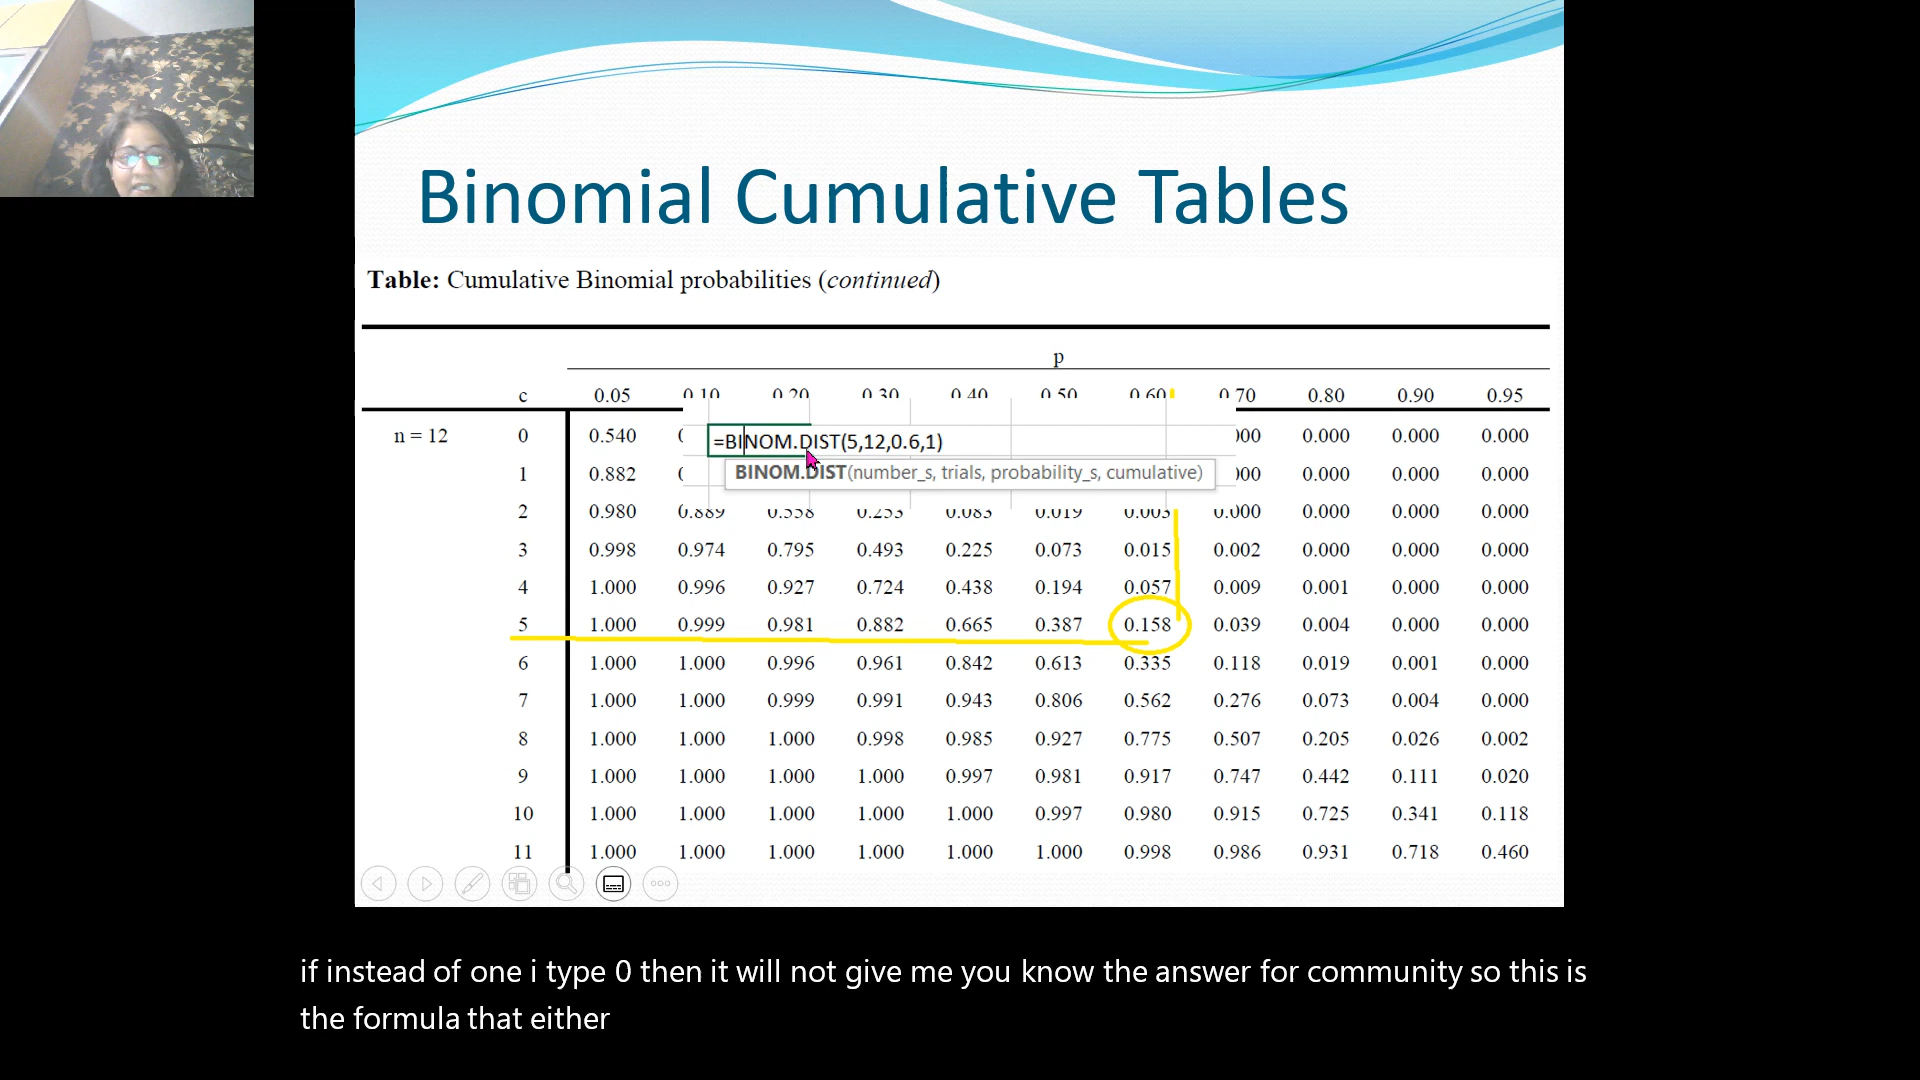 Binomial Cumulative Tables
Table: Cumulative Binomial probabilities (continued)
p
c 0.05 0.10 0.20 0.30 0.40 0.50 0.60 0.70 0.80 0.90 0.95
n = 12 0 0.540 =BINOM.DIST(5,12,0.6,1) 0.000 0.000 0.000
BINOM.DIST(number_s, trials, probability_s, cumulative)
1 0.882 0.000 0.000 0.000
2 0.980 0.889 0.558 0.253 0.083 0.019 0.003 0.000 0.000 0.000 0.000
3 0.998 0.974 0.795 0.493 0.225 0.073 0.015 0.002 0.000 0.000 0.000
4 1.000 0.996 0.927 0.724 0.438 0.194 0.057 0.009 0.001 0.000 0.000
5 1.000 0.999 0.981 0.882 0.665 0.387 0.158 0.039 0.004 0.000 0.000
6 1.000 1.000 0.996 0.961 0.842 0.613 0.335 0.118 0.019 0.001 0.000
7 1.000 1.000 0.999 0.991 0.943 0.806 0.562 0.276 0.073 0.004 0.000
8 1.000 1.000 1.000 0.998 0.985 0.927 0.775 0.507 0.205 0.026 0.002
9 1.000 1.000 1.000 1.000 0.997 0.981 0.917 0.747 0.442 0.111 0.020
10 1.000 1.000 1.000 1.000 1.000 0.997 0.980 0.915 0.725 0.341 0.118
11 1.000 1.000 1.000 1.000 1.000 1.000 0.998 0.986 0.931 0.718 0.460
if instead of one i type 0 then it will not give me you know the answer for community so this is
the formula that either